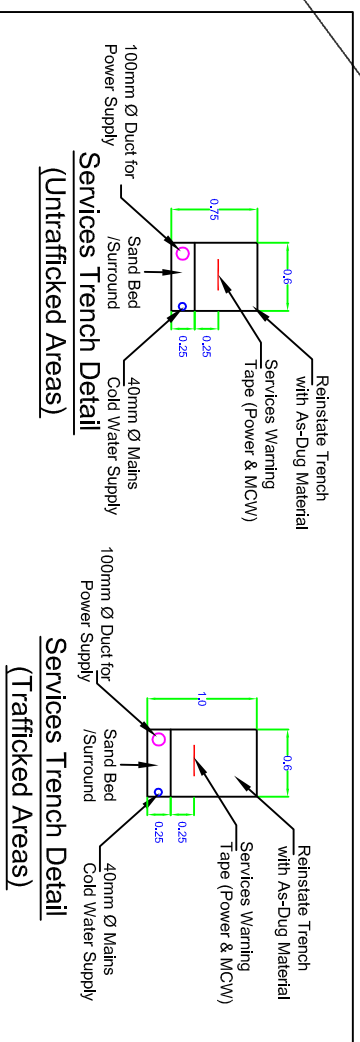 Reinstate Trench
with As-Dug Material
0.6
Services Warning
Tape (Power & MCW)
0.75
0.25
0.25
100mm Ø Duct for
Power Supply
Sand Bed
/Surround
40mm Ø Mains
Cold Water Supply
Services Trench Detail
(Untrafficked Areas)
Reinstate Trench
with As-Dug Material
0.6
Services Warning
Tape (Power & MCW)
1.0
0.25
0.25
100mm Ø Duct for
Power Supply
Sand Bed
/Surround
40mm Ø Mains
Cold Water Supply
Services Trench Detail
(Trafficked Areas)